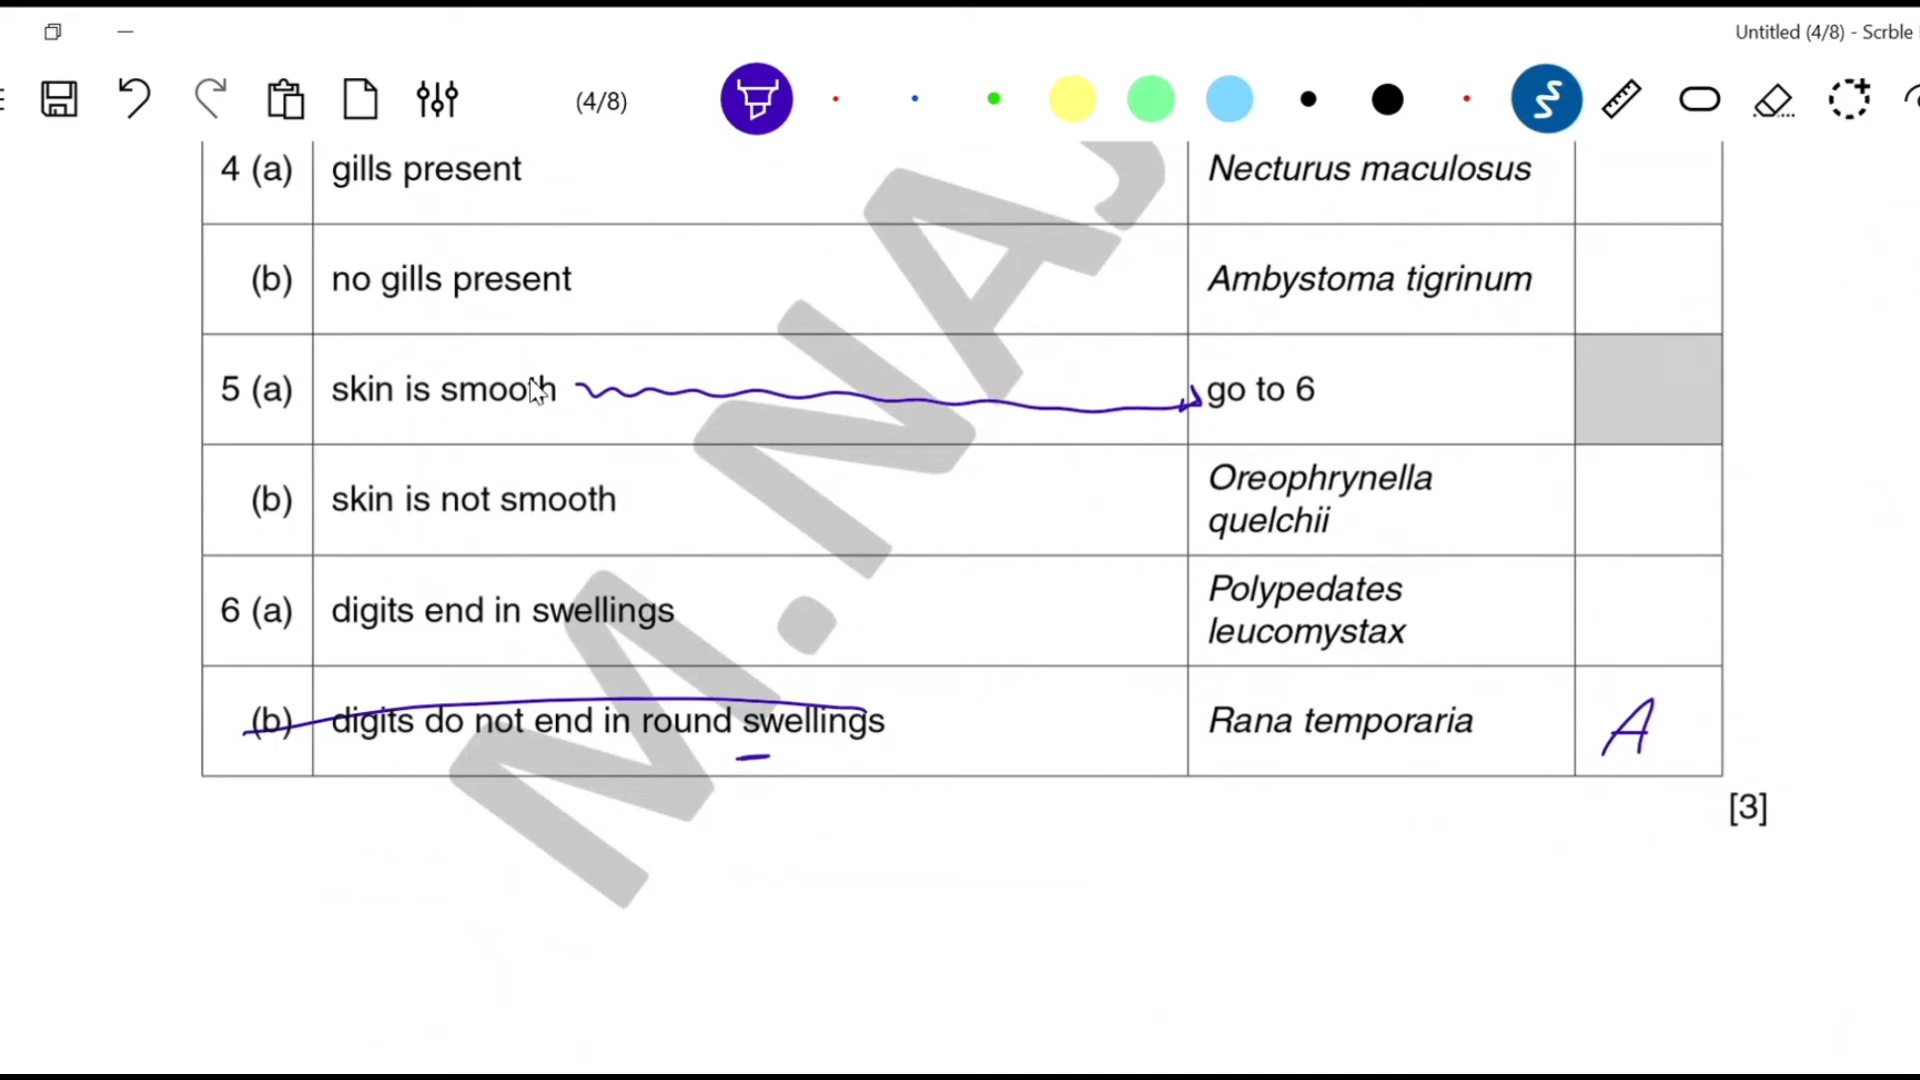 Untitled (4/8) - Scrble
(4/8)
4 (a) gills present Necturus maculosus
(b) no gills present Ambystoma tigrinum
5 (a) skin is smooth go to 6
(b) skin is not smooth Oreophrynella
quelchii
6 (a) digits end in swellings Polypedates
leucomystax
(b) digits do not end in round swellings Rana temporaria A
[3]
M.NAJ